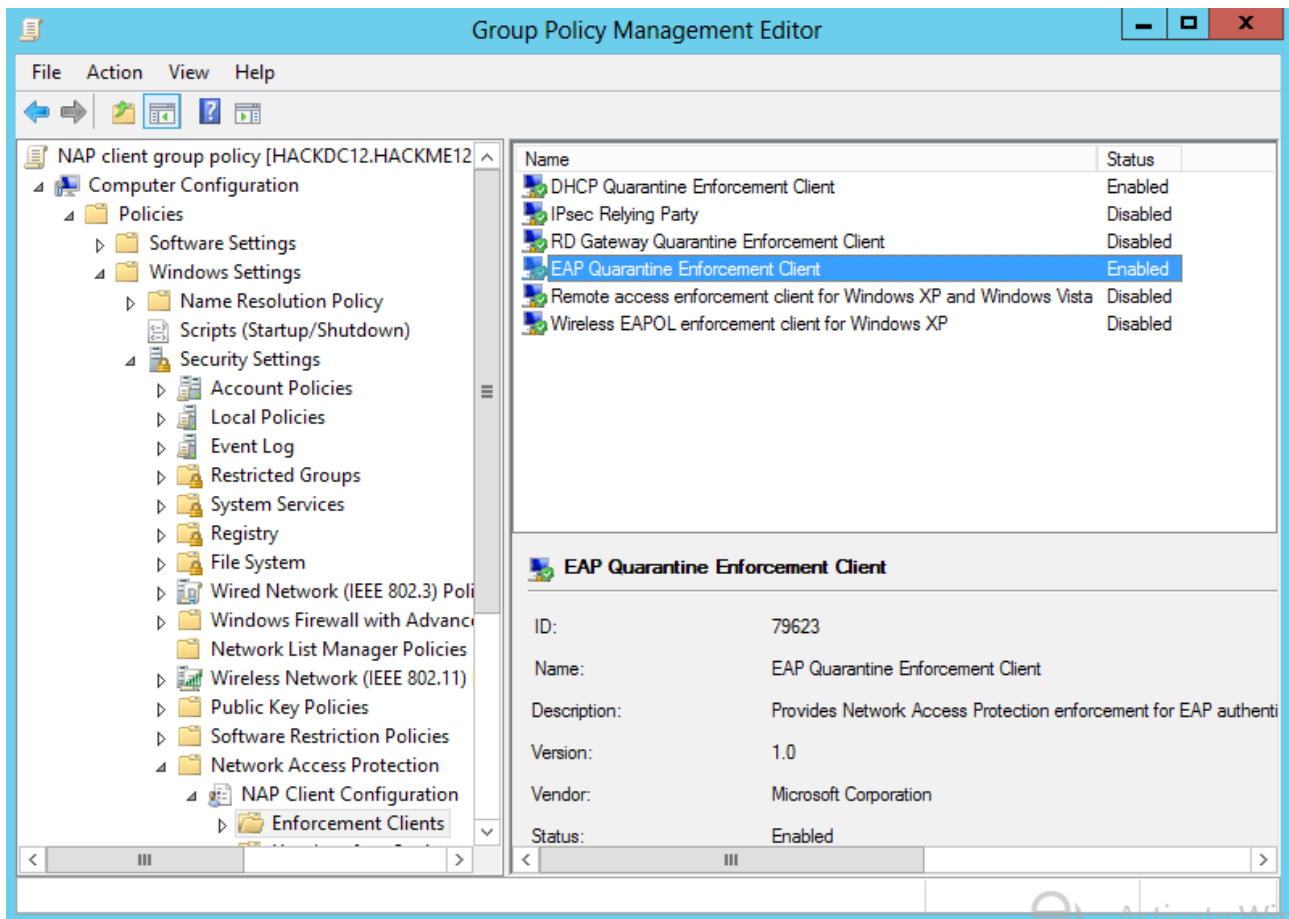 Group Policy Management Editor
File Action View Help
NAP client group policy [HACKDC12.HACKME12
Computer Configuration
Policies
Software Settings
Windows Settings
Name Resolution Policy
Scripts (Startup/Shutdown)
Security Settings
Account Policies
Local Policies
Event Log
Restricted Groups
System Services
Registry
File System
Wired Network (IEEE 802.3) Poli
Windows Firewall with Advanc
Network List Manager Policies
Wireless Network (IEEE 802.11)
Public Key Policies
Software Restriction Policies
Network Access Protection
NAP Client Configuration
Enforcement Clients
Name Status
DHCP Quarantine Enforcement Client Enabled
IPsec Relying Party Disabled
RD Gateway Quarantine Enforcement Client Disabled
EAP Quarantine Enforcement Client Enabled
Remote access enforcement client for Windows XP and Windows Vista Disabled
Wireless EAPOL enforcement client for Windows XP Disabled
EAP Quarantine Enforcement Client
ID: 79623
Name: EAP Quarantine Enforcement Client
Description: Provides Network Access Protection enforcement for EAP authenti
Version: 1.0
Vendor: Microsoft Corporation
Status: Enabled